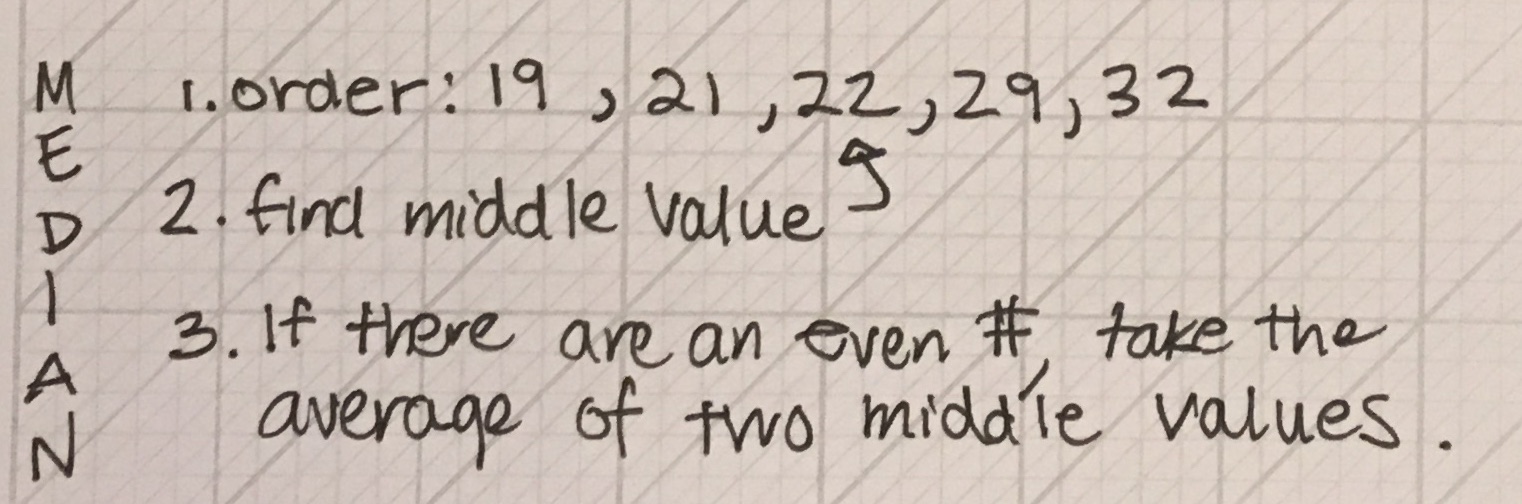 MEDIAN
1. order: 19, 21, 22, 29, 32
2. find middle value
3. If there are an even #, take the
average of two middle values.